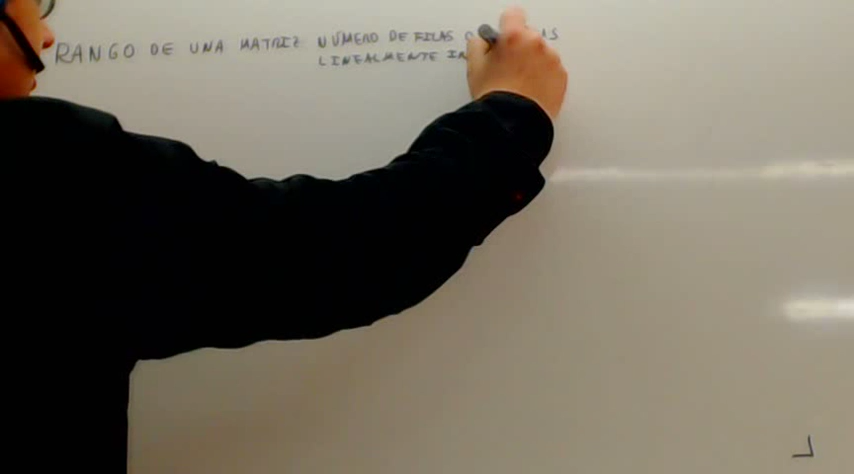 RANGO DE UNA MATRIZ NÚMERO DE FILAS
LINEALMENTE